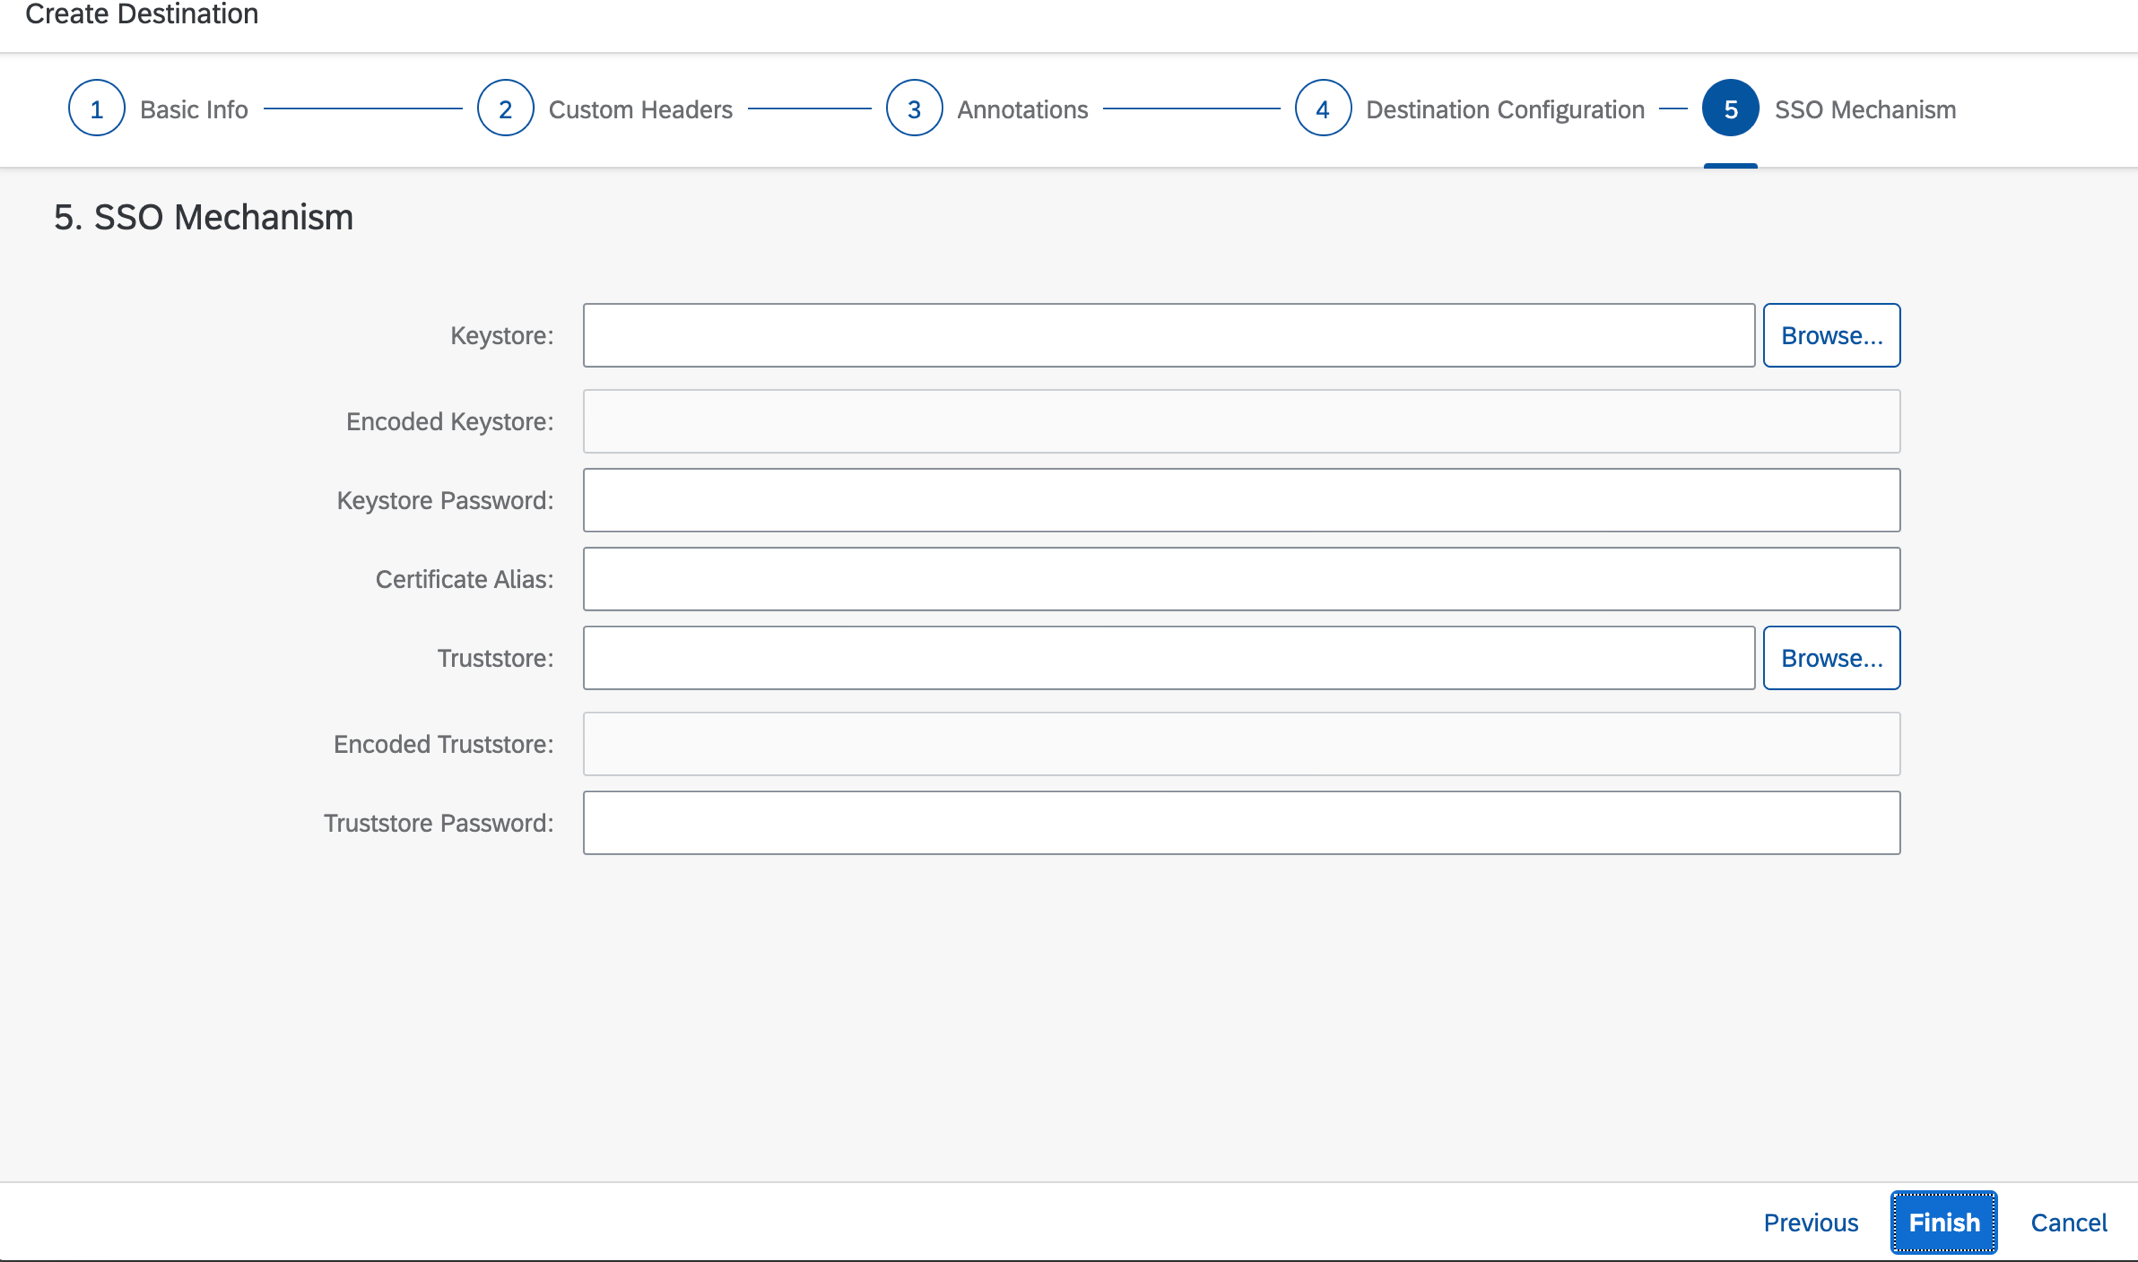 Create Destination
1 Basic Info 2 Custom Headers 3 Annotations 4 Destination Configuration 5 SSO Mechanism
5. SSO Mechanism
Keystore: Browse...
Encoded Keystore:
Keystore Password:
Certificate Alias:
Truststore: Browse...
Encoded Truststore:
Truststore Password:
Previous Finish Cancel